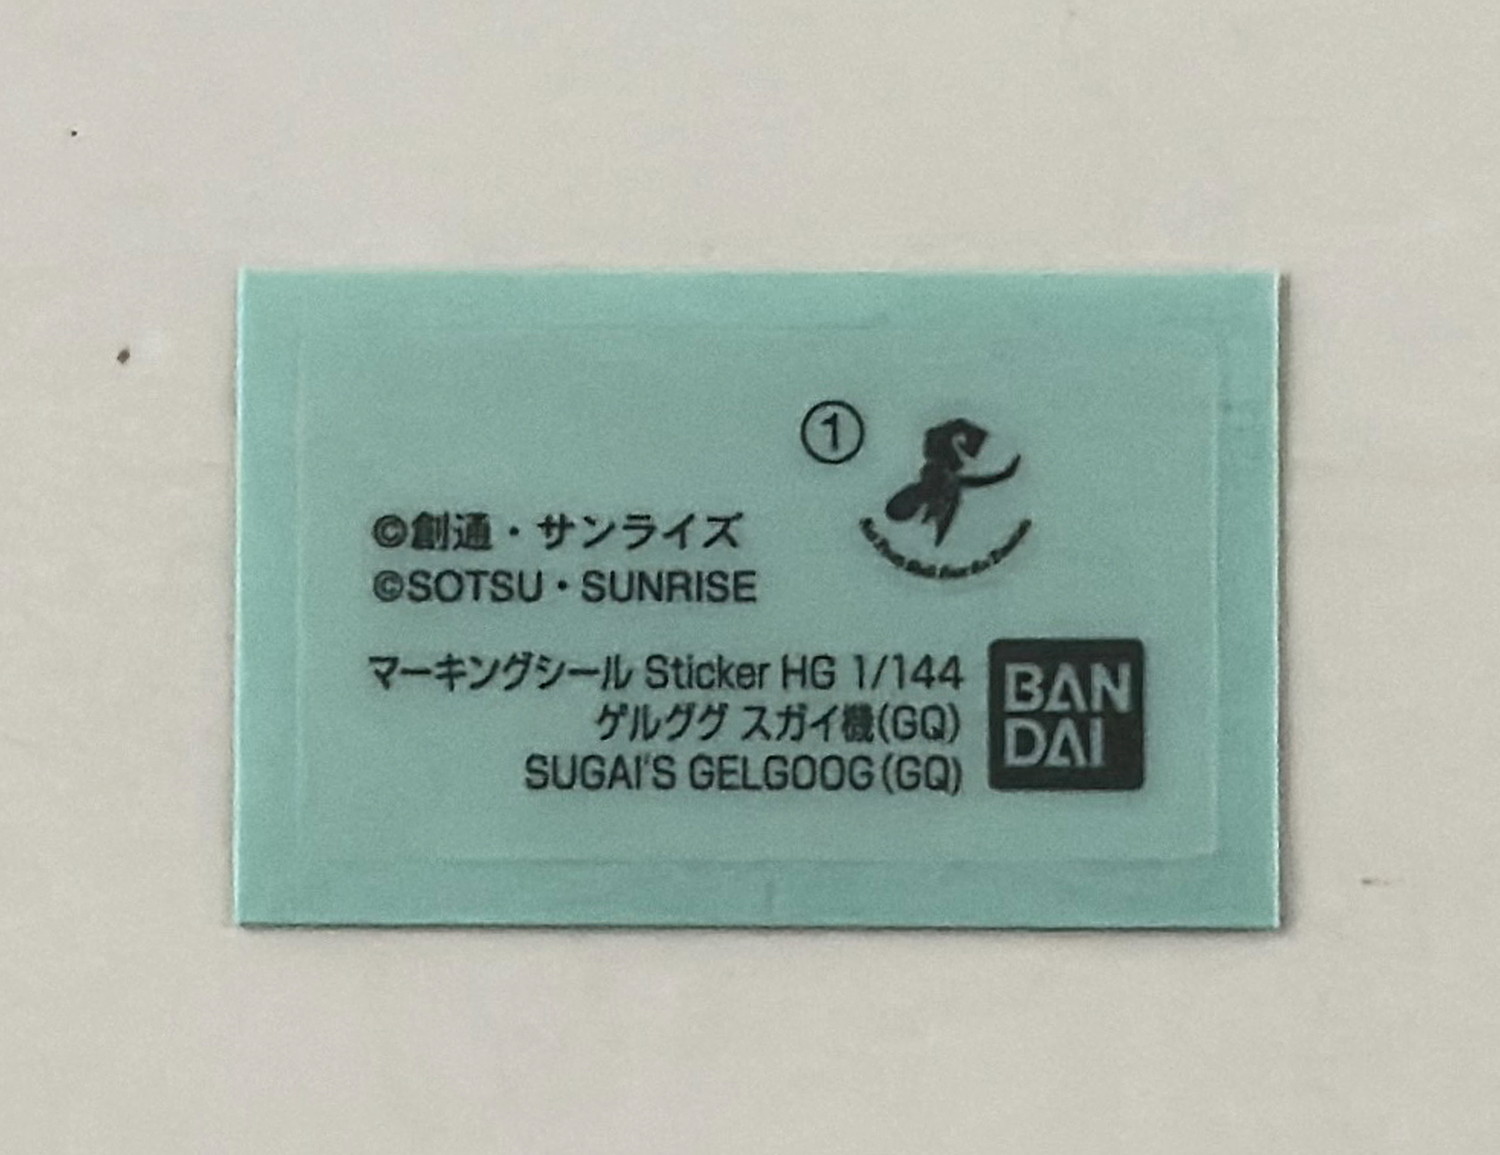 ①
©創通・サンライズ
©SOTSU・SUNRISE
マーキングシール Sticker HG 1/144
ゲルググ スガイ機(GQ)
SUGAI'S GELGOOG(GQ)
BAN
DAI